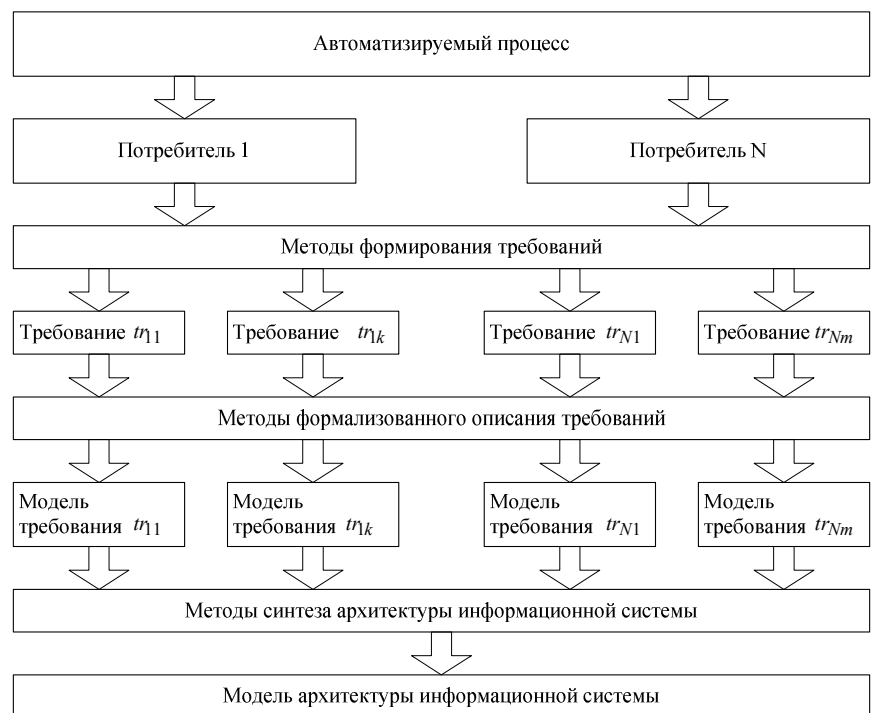 Автоматизируемый процесс
Потребитель 1
Потребитель N
Методы формирования требований
Требование tr11
Требование tr1k
Требование trN1
Требование trNm
Методы формализованного описания требований
Модель
требования tr11
Модель
требования tr1k
Модель
требования trN1
Модель
требования trNm
Методы синтеза архитектуры информационной системы
Модель архитектуры информационной системы